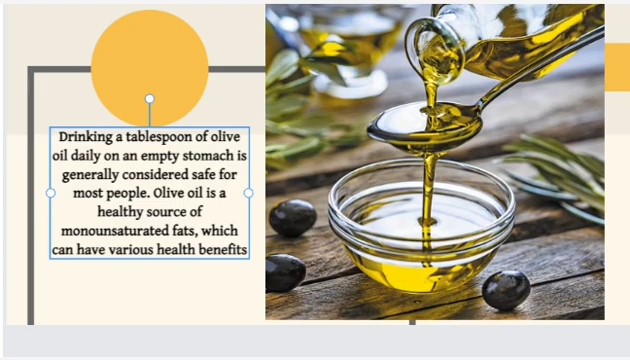 Drinking a tablespoon of olive
oil daily on an empty stomach is
generally considered safe for
most people. Olive oil is a
healthy source of
monounsaturated fats, which
can have various health benefits